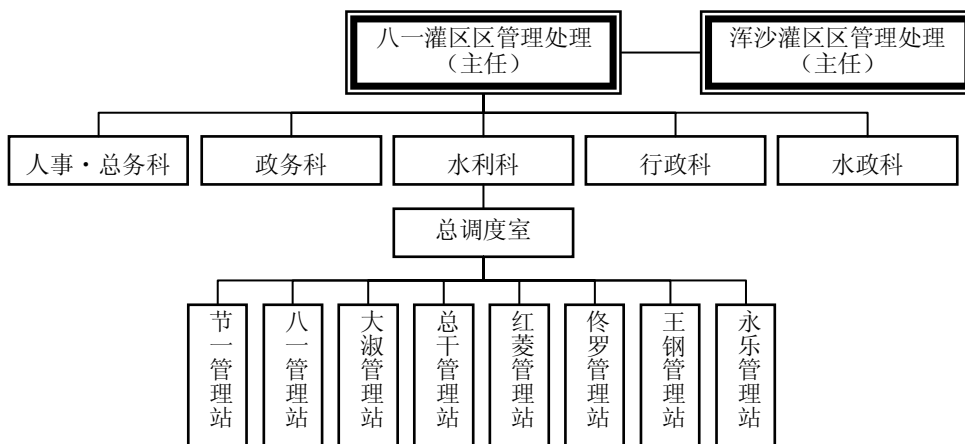 八一灌区区管理处理
（主任）
浑沙灌区区管理处理
（主任）
人事·总务科
政务科
水利科
行政科
水政科
总调度室
节一管理站
八一管理站
大淑管理站
总干管理站
红菱管理站
佟罗管理站
王钢管理站
永乐管理站